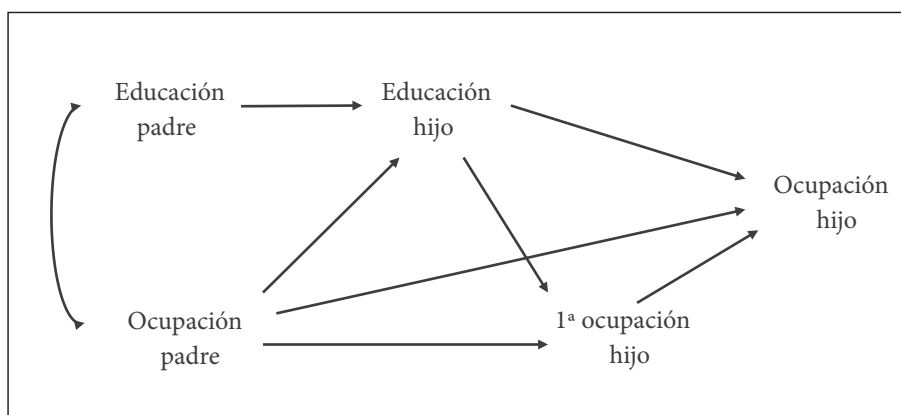 Educación
padre
Educación
hijo
Ocupación
hijo
Ocupación
padre
1ª ocupación
hijo